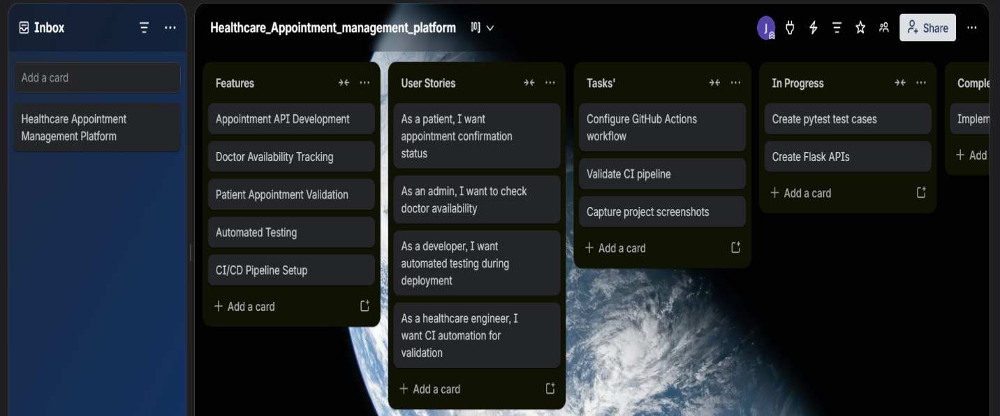 Inbox
Add a card
Healthcare Appointment
Management Platform
Healthcare_Appointment_management_platform
J
Share
Features
Appointment API Development
Doctor Availability Tracking
Patient Appointment Validation
Automated Testing
CI/CD Pipeline Setup
Add a card
User Stories
As a patient, I want
appointment confirmation
status
As an admin, I want to check
doctor availability
As a developer, I want
automated testing during
deployment
As a healthcare engineer, I
want CI automation for
validation
Add a card
Tasks'
Configure GitHub Actions
workflow
Validate CI pipeline
Capture project screenshots
Add a card
In Progress
Create pytest test cases
Create Flask APIs
Add a card
Comple
Implem
Add